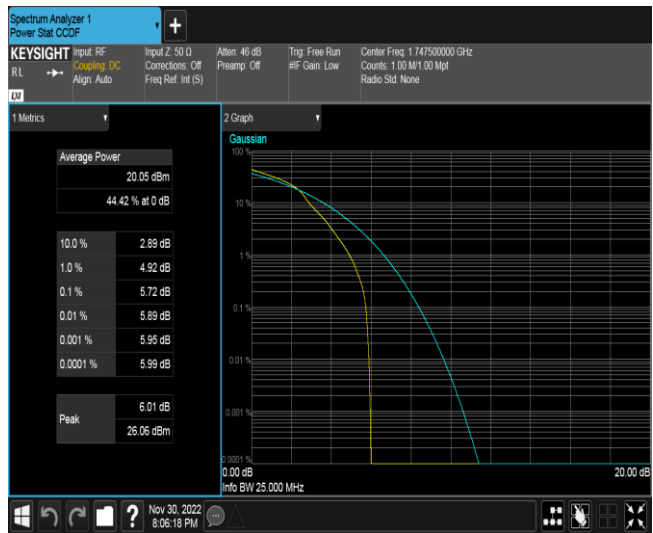 Spectrum Analyzer 1
Power Stat CCDF
+
KEYSIGHT
RL
LXI
Input: RF
Coupling: DC
Align: Auto
Input Z: 50 Ω
Corrections: Off
Freq Ref: Int (S)
Atten: 46 dB
Preamp: Off
Trig: Free Run
#IF Gain: Low
Center Freq: 1.747500000 GHz
Counts: 1.00 M/1.00 Mpt
Radio Std: None
1 Metrics
Average Power
20.05 dBm
44.42 % at 0 dB
10.0 % 2.89 dB
1.0 % 4.92 dB
0.1 % 5.72 dB
0.01 % 5.89 dB
0.001 % 5.95 dB
0.0001 % 5.99 dB
Peak
6.01 dB
26.06 dBm
2 Graph
Gaussian
100 %
10 %
1 %
0.1 %
0.01 %
0.001 %
0.0001 %
0.00 dB 20.00 dB
Info BW 25.000 MHz
?
Nov 30, 2022
8:06:18 PM